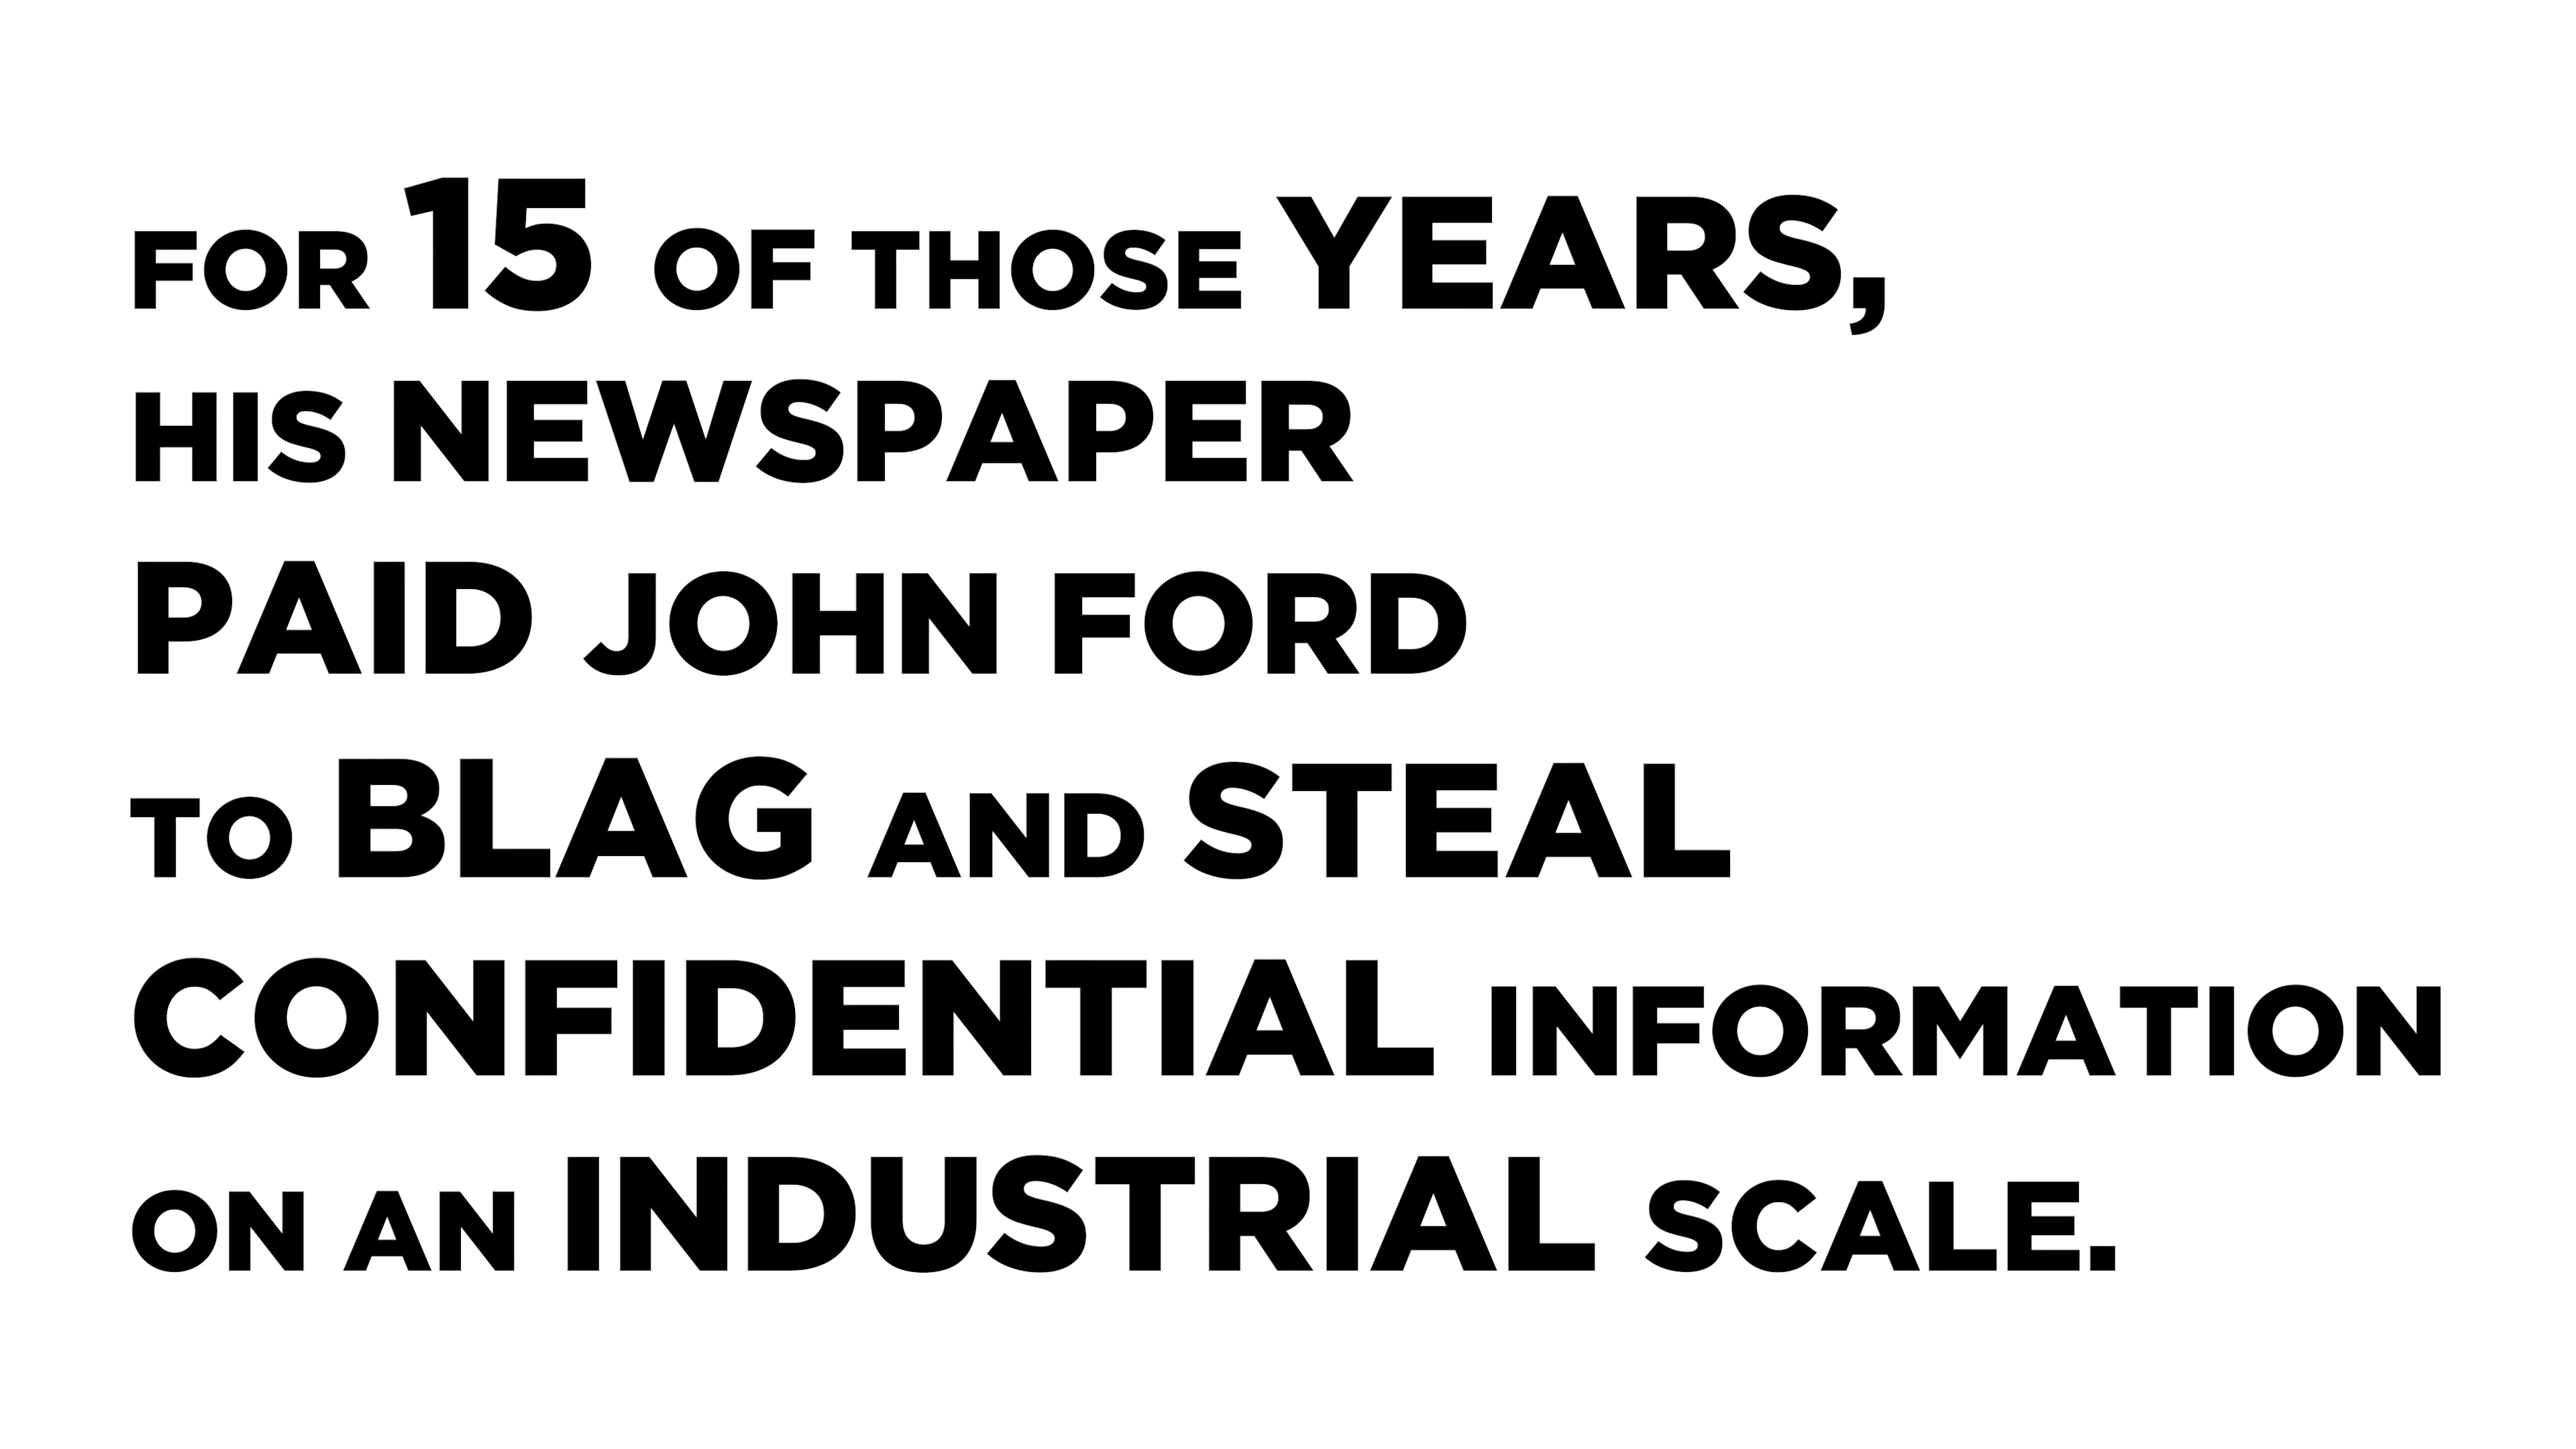 FOR 15 OF THOSE YEARS,
HIS NEWSPAPER
PAID JOHN FORD
TO BLAG AND STEAL
CONFIDENTIAL INFORMATION
ON AN INDUSTRIAL SCALE.